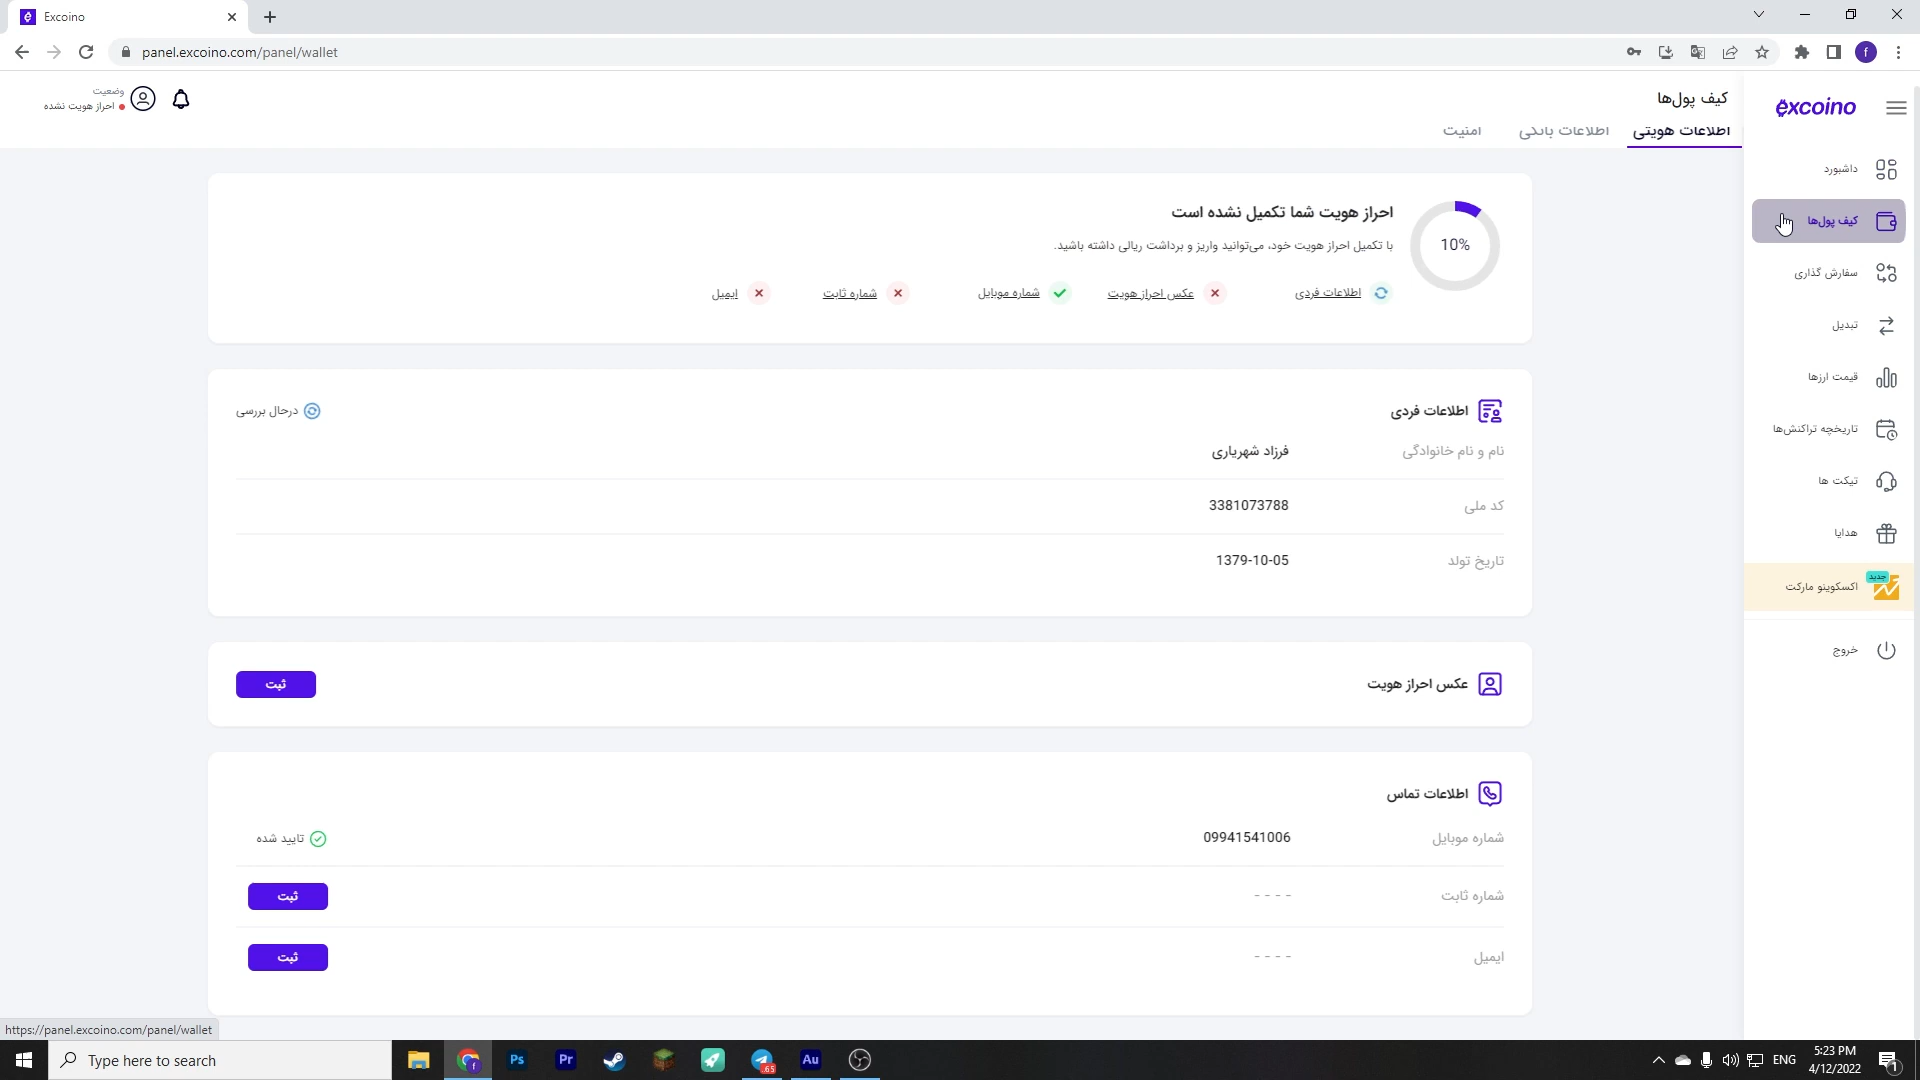 Excoino
panel.excoino.com/panel/wallet
f
excoino
کیف پول‌ها
وضعیت
احراز هویت نشده
اطلاعات هویتی
اطلاعات بانکی
امنیت
داشبورد
کیف پول‌ها
سفارش گذاری
تبدیل
قیمت ارزها
تاریخچه تراکنش‌ها
تیکت ها
هدایا
جدید
اکسکوینو مارکت
خروج
احراز هویت شما تکمیل نشده است
با تکمیل احراز هویت خود، می‌توانید واریز و برداشت ریالی داشته باشید.
10%
اطلاعات فردی
عکس احراز هویت
شماره موبایل
شماره ثابت
ایمیل
اطلاعات فردی
درحال بررسی
نام و نام خانوادگی
فرزاد شهریاری
کد ملی
3381073788
تاریخ تولد
1379-10-05
عکس احراز هویت
ثبت
اطلاعات تماس
شماره موبایل
09941541006
تایید شده
شماره ثابت
- - - -
ثبت
ایمیل
- - - -
ثبت
https://panel.excoino.com/panel/wallet
Type here to search
f
Ps
Pr
.65
Au
ENG
5:23 PM
4/12/2022
1